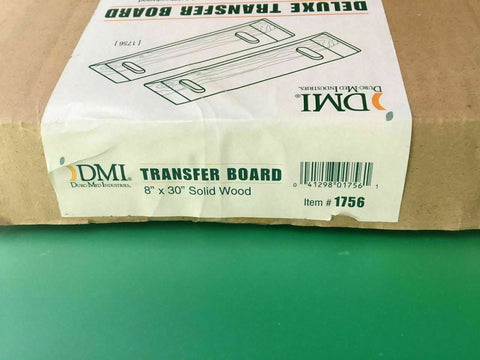 DELUXE TRANSFER BOARD
[ 1756 ]
DMI®
DURO-MED INDUSTRIES
DMI®
DURO-MED INDUSTRIES
TRANSFER BOARD
8" x 30" Solid Wood
0 41298 01756 1
Item # 1756